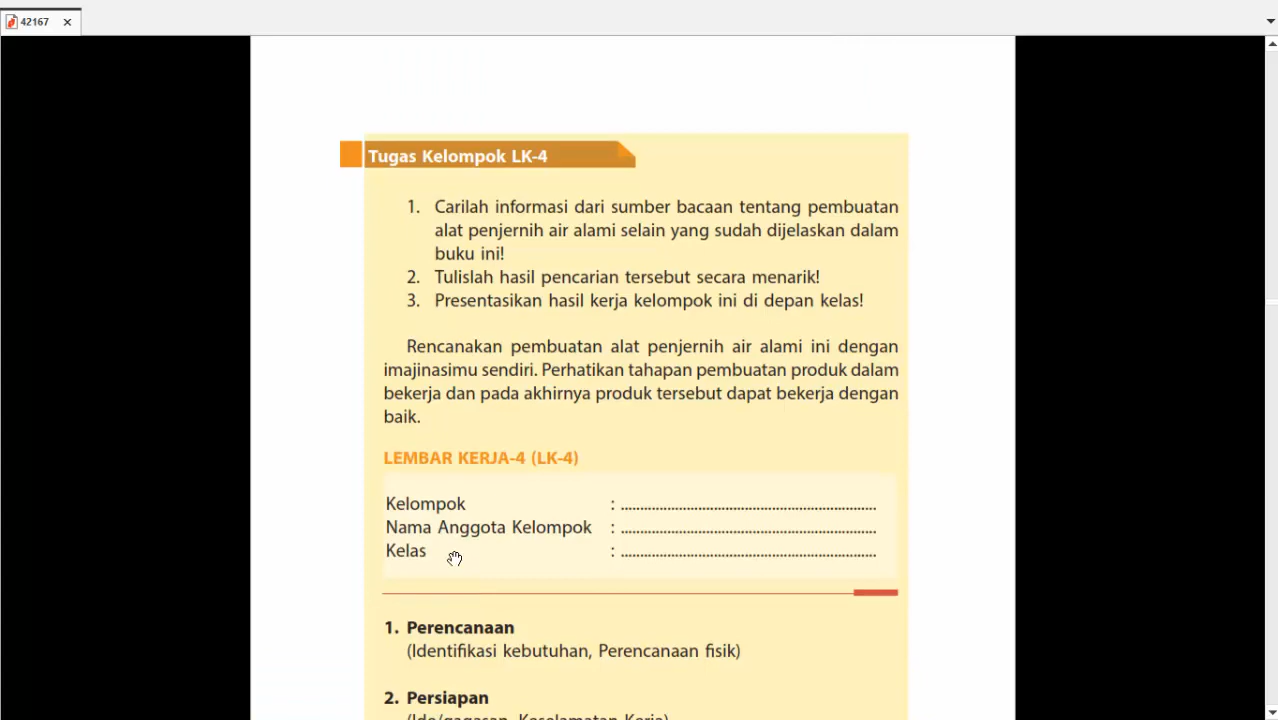 42167
Tugas Kelompok LK-4
1. Carilah informasi dari sumber bacaan tentang pembuatan
alat penjernih air alami selain yang sudah dijelaskan dalam
buku ini!
2. Tulislah hasil pencarian tersebut secara menarik!
3. Presentasikan hasil kerja kelompok ini di depan kelas!
Rencanakan pembuatan alat penjernih air alami ini dengan
imajinasimu sendiri. Perhatikan tahapan pembuatan produk dalam
bekerja dan pada akhirnya produk tersebut dapat bekerja dengan
baik.
LEMBAR KERJA-4 (LK-4)
Kelompok : ................................................................
Nama Anggota Kelompok : ................................................................
Kelas : ................................................................
1. Perencanaan
(Identifikasi kebutuhan, Perencanaan fisik)
2. Persiapan
(Ide/gagasan, Keselamatan Kerja)